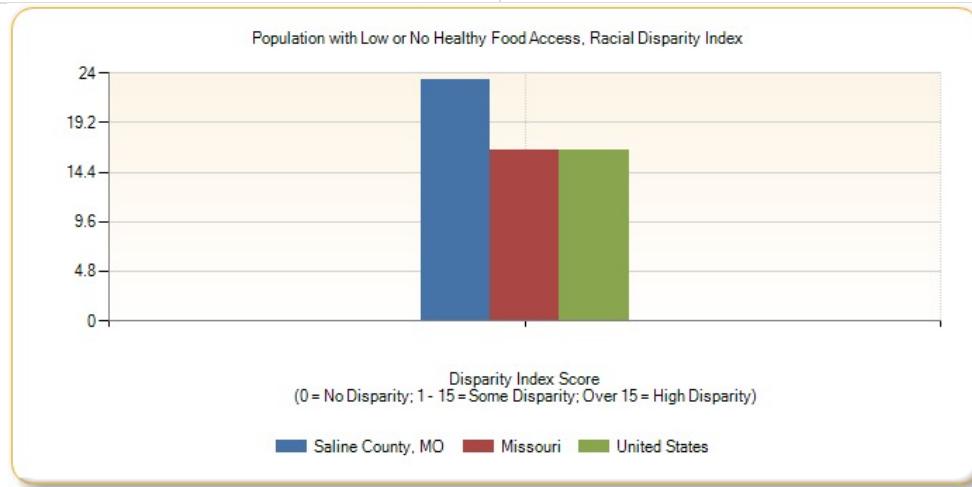 Population with Low or No Healthy Food Access, Racial Disparity Index
24
19.2
14.4
9.6
4.8
0
Disparity Index Score
(0 = No Disparity; 1 - 15 = Some Disparity; Over 15 = High Disparity)
Saline County, MO Missouri United States